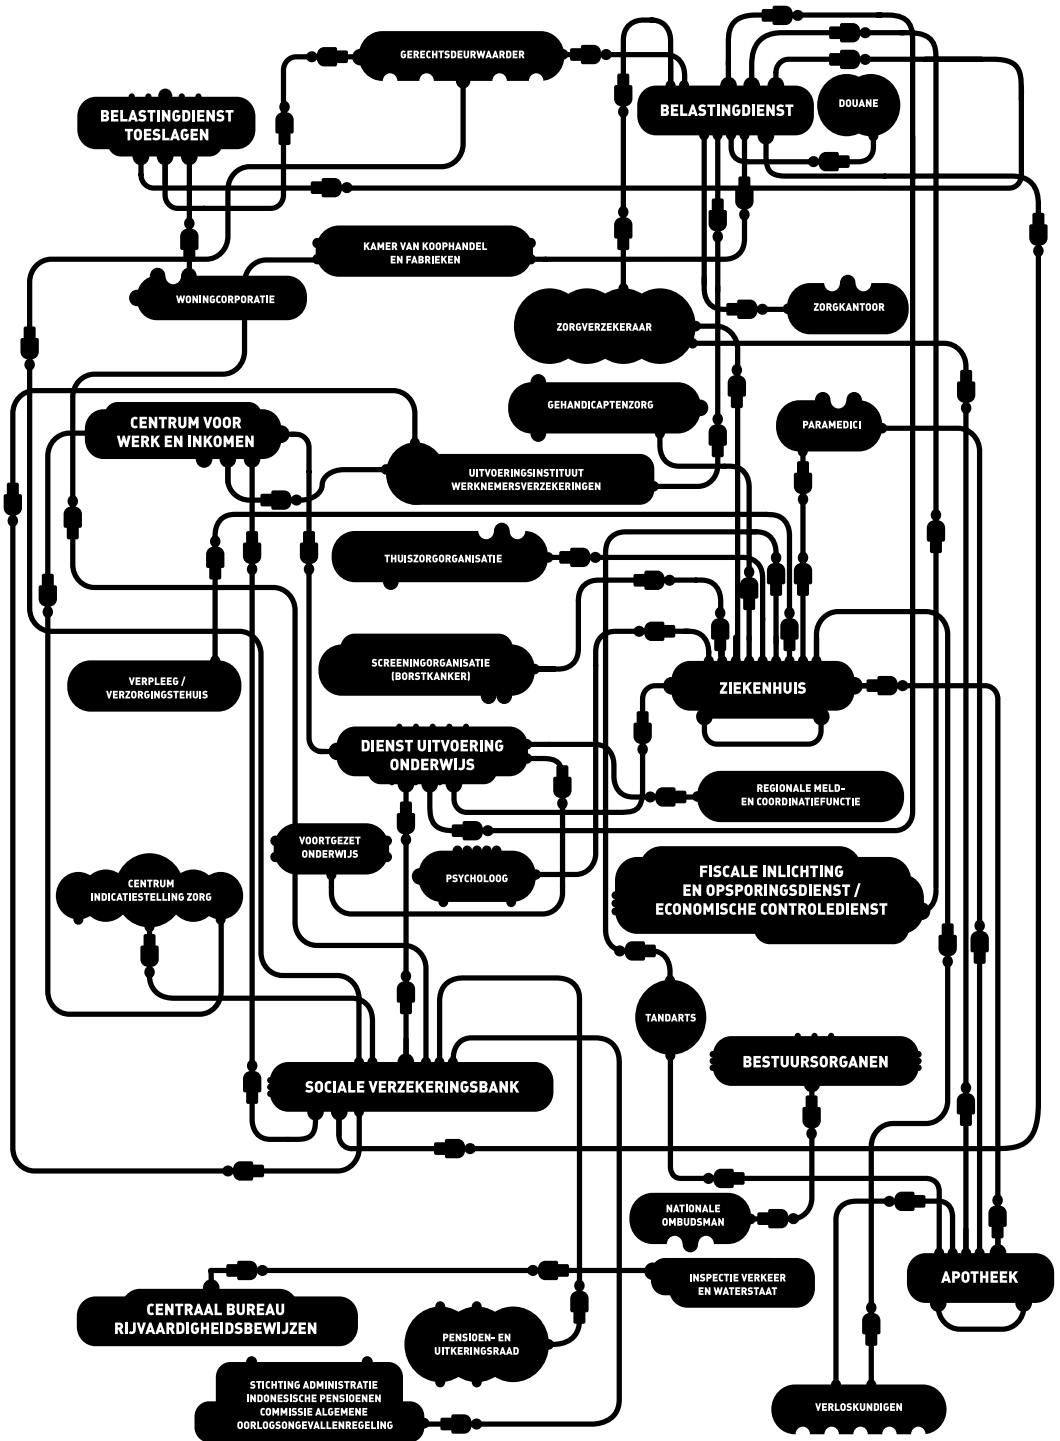 GERECHTSDEURWAARDER
BELASTINGDIENST
TOESLAGEN
BELASTINGDIENST
DOUANE
KAMER VAN KOOPHANDEL
EN FABRIEKEN
WONINGCORPORATIE
ZORGVERZEKERAAR
ZORGKANTOOR
GEHANDICAPTENZORG
CENTRUM VOOR
WERK EN INKOMEN
PARAMEDICI
UITVOERINGSINSTITUUT
WERKNEMERSVERZEKERINGEN
THUISZORGORGANISATIE
SCREENINGORGANISATIE
(BORSTKANKER)
VERPLEEG /
VERZORGINGSTEHUIS
ZIEKENHUIS
DIENST UITVOERING
ONDERWIJS
REGIONALE MELD-
EN COORDINATIEFUNCTIE
VOORTGEZET
ONDERWIJS
PSYCHOLOOG
FISCALE INLICHTING
EN OPSPORINGSDIENST /
ECONOMISCHE CONTROLEDIENST
CENTRUM
INDICATIESTELLING ZORG
TANDARTS
BESTUURSORGANEN
SOCIALE VERZEKERINGSBANK
NATIONALE
OMBUDSMAN
APOTHEEK
INSPECTIE VERKEER
EN WATERSTAAT
CENTRAAL BUREAU
RIJVAARDIGHEIDSBEWIJZEN
PENSIOEN- EN
UITKERINGSRAAD
STICHTING ADMINISTRATIE
INDONESISCHE PENSIOENEN
COMMISSIE ALGEMENE
OORLOGSONGEVALLENREGELING
VERLOSKUNDIGEN